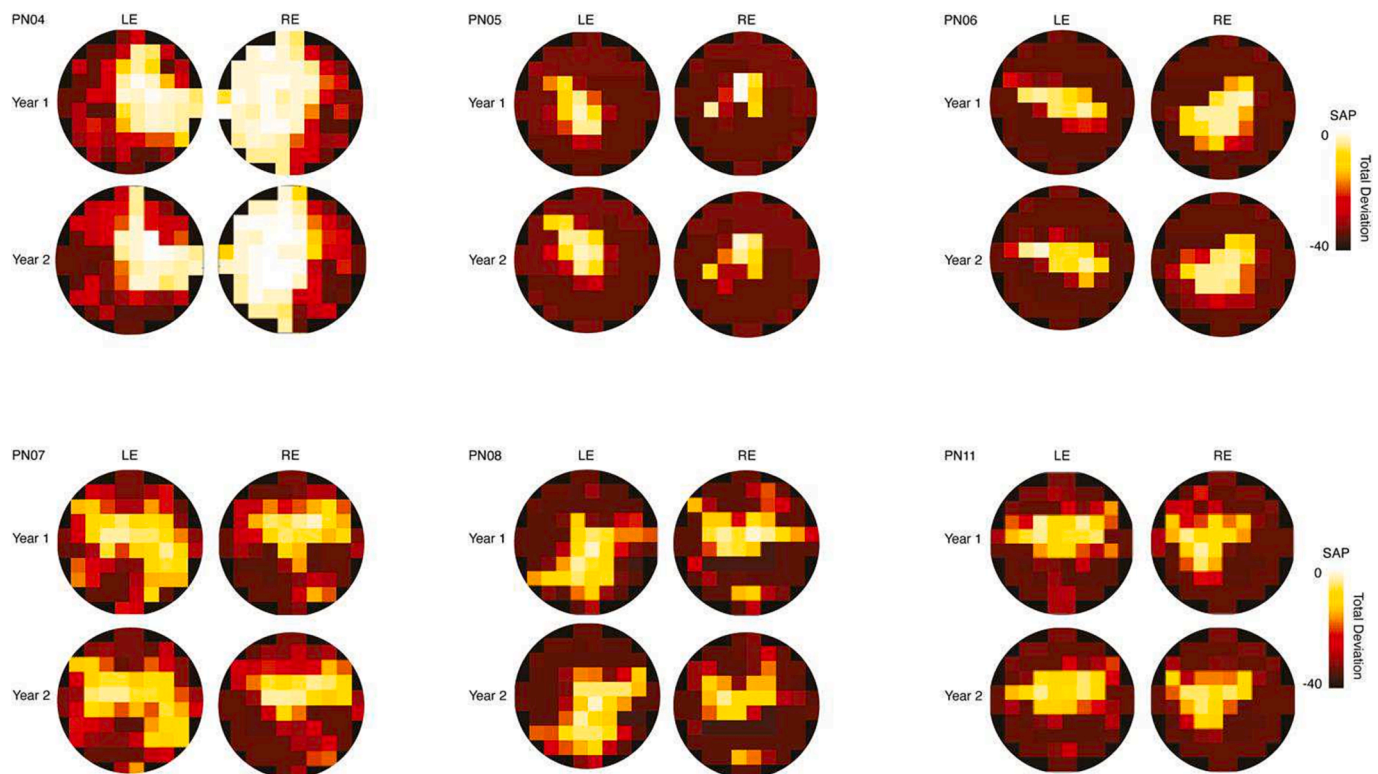 PN04 LE RE
Year 1
Year 2
PN05 LE RE
Year 1
Year 2
PN06 LE RE
Year 1
Year 2
SAP
0
-40
Total Deviation
PN07 LE RE
Year 1
Year 2
PN08 LE RE
Year 1
Year 2
PN11 LE RE
Year 1
Year 2
SAP
0
-40
Total Deviation